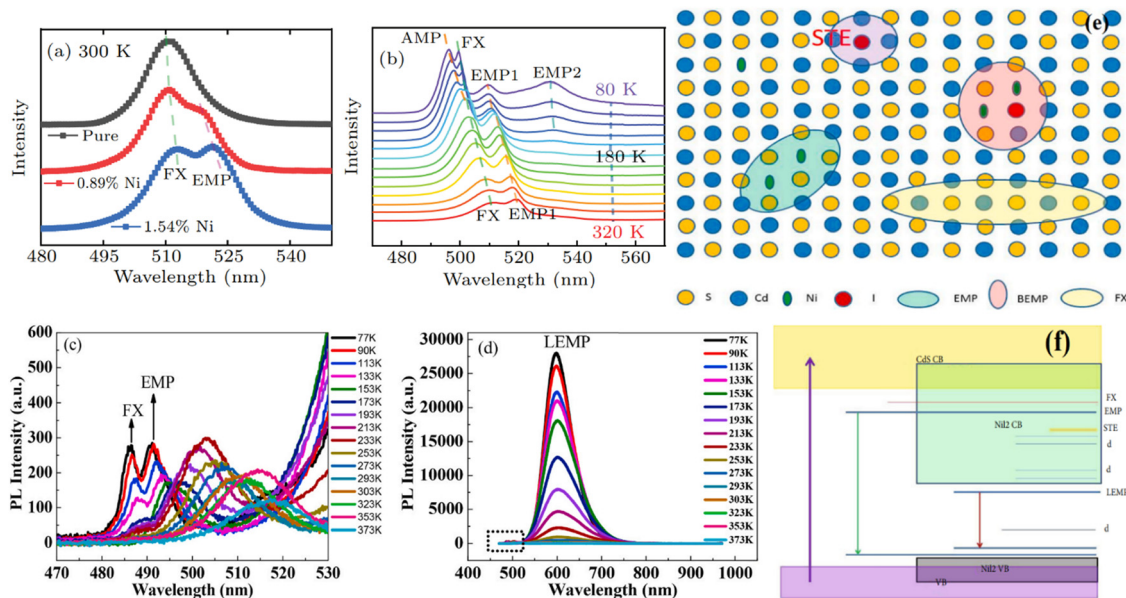 (a) 300 K
Intensity
Pure
0.89% Ni
1.54% Ni
FX
EMP
480 495 510 525 540
Wavelength (nm)
(b)
AMP
FX
EMP1
EMP2
80 K
180 K
320 K
FX
EMP1
Intensity
480 500 520 540 560
Wavelength (nm)
(e)
STE
S Cd Ni I EMP BEMP FX
(c)
FX
EMP
PL Intensity (a.u.)
600
500
400
300
200
100
0
470 480 490 500 510 520 530
Wavelength (nm)
77K
90K
113K
133K
153K
173K
193K
213K
233K
253K
273K
293K
303K
323K
353K
373K
(d)
LEMP
PL Intensity (a.u.)
30000
25000
20000
15000
10000
5000
0
400 500 600 700 800 900 1000
Wavelength (nm)
77K
90K
113K
133K
153K
173K
193K
213K
233K
253K
273K
293K
303K
323K
353K
373K
(f)
CdS CB
FX
EMP
NiI2 CB
STE
d
d
LEMP
d
NiI2 VB
VB